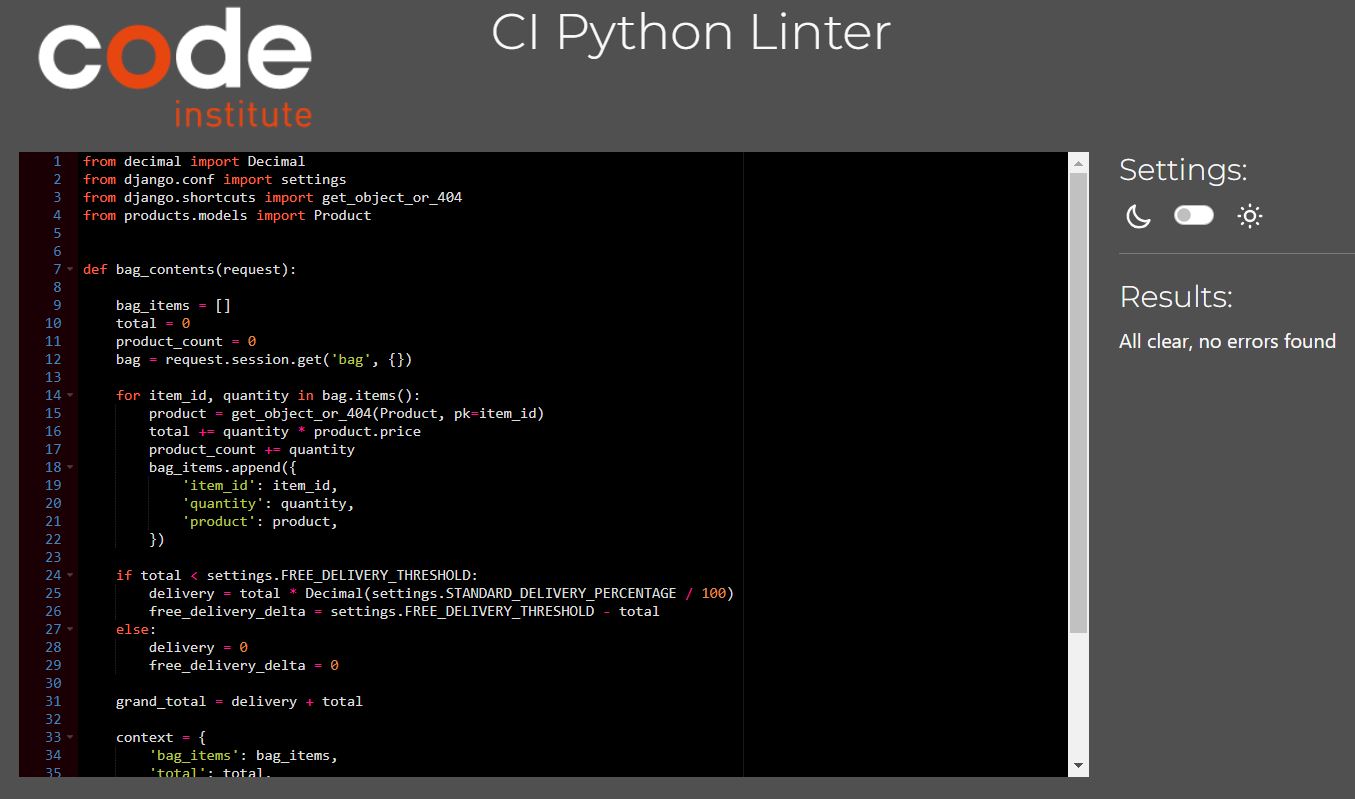 code
institute
CI Python Linter
1 from decimal import Decimal
2 from django.conf import settings
3 from django.shortcuts import get_object_or_404
4 from products.models import Product
5
6
7 def bag_contents(request):
8
9     bag_items = []
10     total = 0
11     product_count = 0
12     bag = request.session.get('bag', {})
13
14     for item_id, quantity in bag.items():
15         product = get_object_or_404(Product, pk=item_id)
16         total += quantity * product.price
17         product_count += quantity
18         bag_items.append({
19             'item_id': item_id,
20             'quantity': quantity,
21             'product': product,
22         })
23
24     if total < settings.FREE_DELIVERY_THRESHOLD:
25         delivery = total * Decimal(settings.STANDARD_DELIVERY_PERCENTAGE / 100)
26         free_delivery_delta = settings.FREE_DELIVERY_THRESHOLD - total
27     else:
28         delivery = 0
29         free_delivery_delta = 0
30
31     grand_total = delivery + total
32
33     context = {
34         'bag_items': bag_items,
35         'total': total,
Settings:
Results:
All clear, no errors found